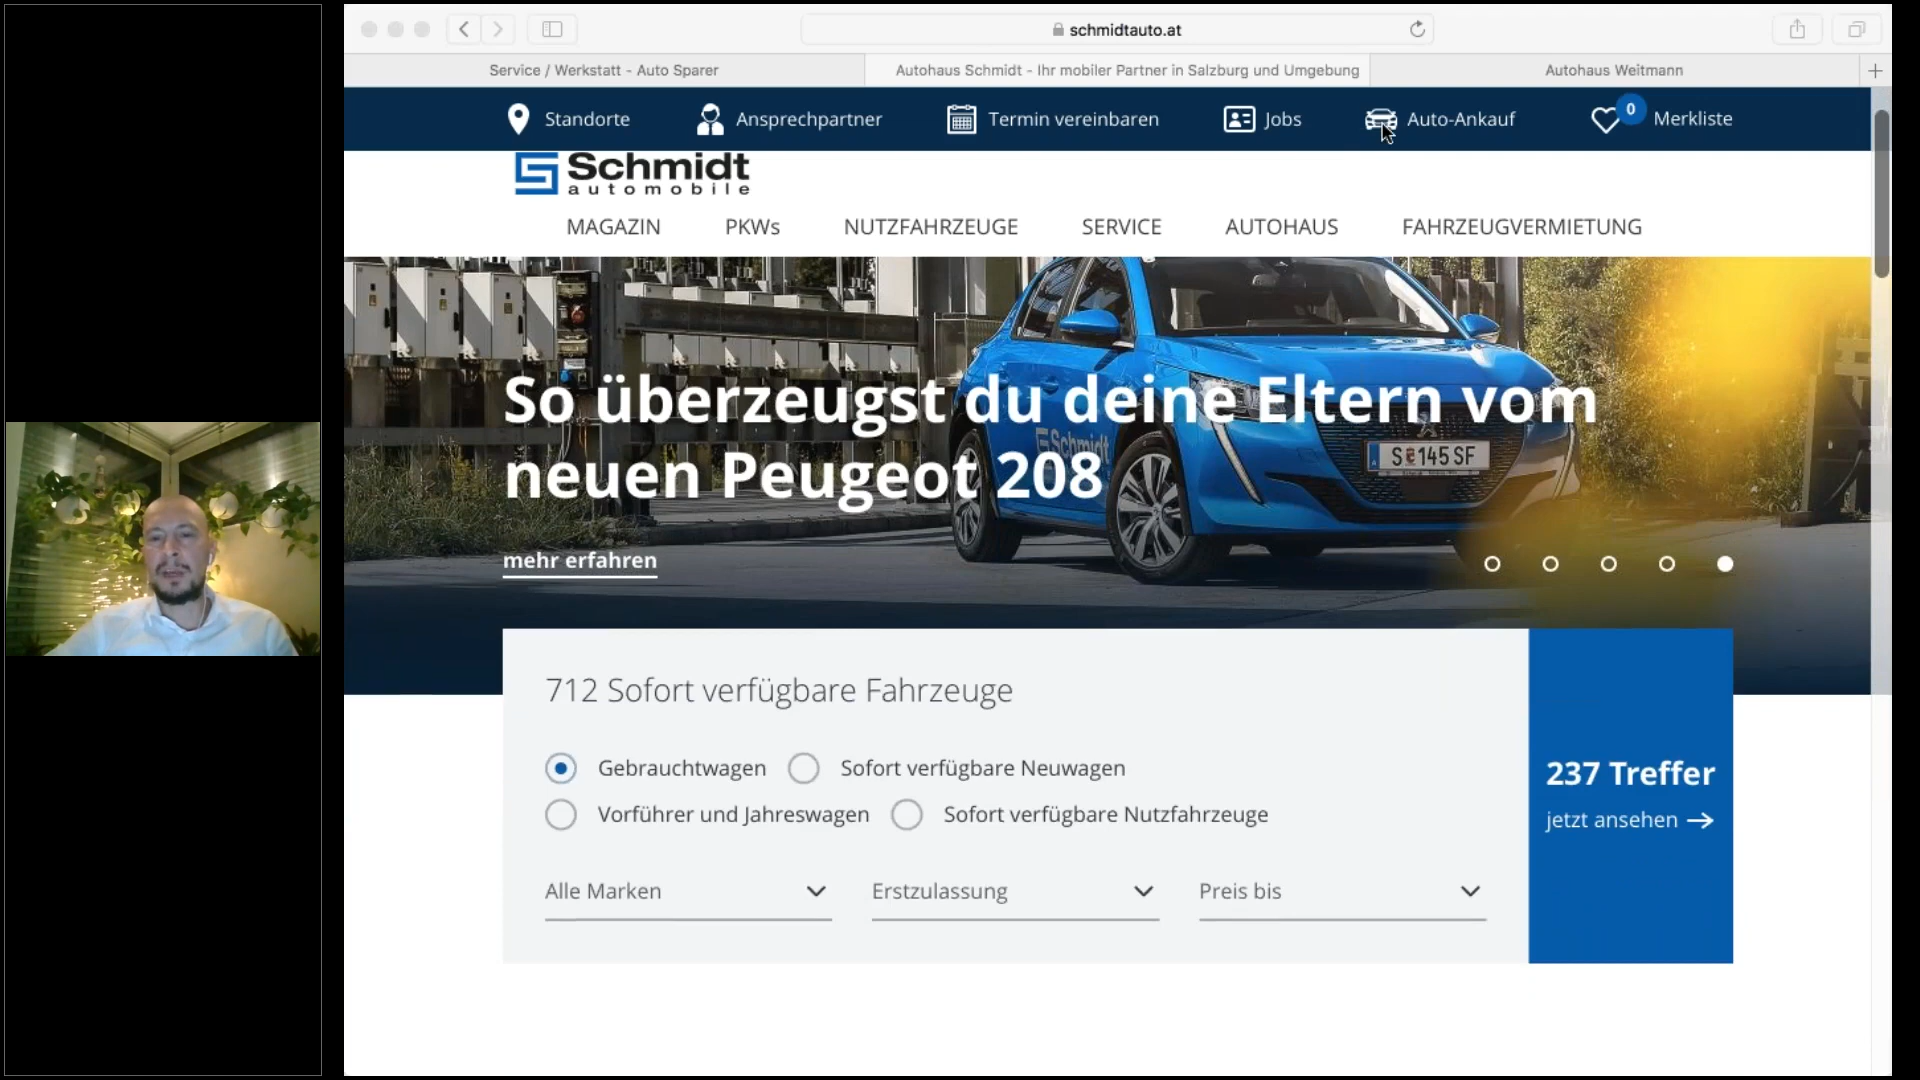 schmidtauto.at
Service / Werkstatt - Auto Sparer
Autohaus Schmidt - Ihr mobiler Partner in Salzburg und Umgebung
Autohaus Weitmann
Standorte
Ansprechpartner
Termin vereinbaren
Jobs
Auto-Ankauf
0
Merkliste
Schmidt
automobile
MAGAZIN
PKWs
NUTZFAHRZEUGE
SERVICE
AUTOHAUS
FAHRZEUGVERMIETUNG
So überzeugst du deine Eltern vom
neuen Peugeot 208
Schmidt
S 145 SF
mehr erfahren
712 Sofort verfügbare Fahrzeuge
Gebrauchtwagen
Sofort verfügbare Neuwagen
Vorführer und Jahreswagen
Sofort verfügbare Nutzfahrzeuge
Alle Marken
Erstzulassung
Preis bis
237 Treffer
jetzt ansehen →